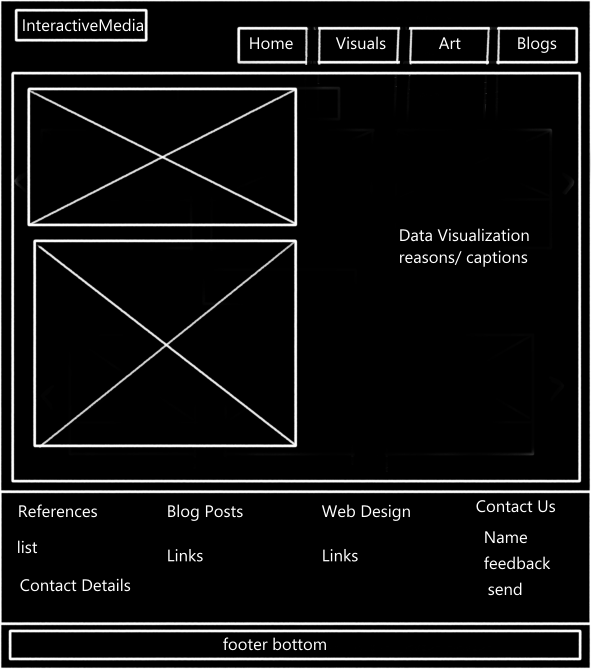 InteractiveMedia
Home Visuals Art Blogs
Data Visualization
reasons/ captions
References Blog Posts Web Design Contact Us
list Links Links Name
feedback
Contact Details send
footer bottom